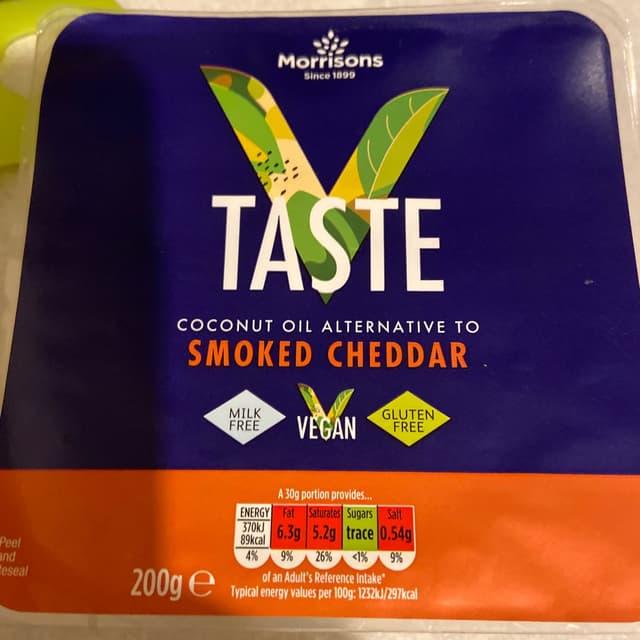 Morrisons
Since 1899
V
TASTE
COCONUT OIL ALTERNATIVE TO
SMOKED CHEDDAR
MILK
FREE
VEGAN
GLUTEN
FREE
A 30g portion provides...
ENERGY Fat Saturates Sugars Salt
370kJ
89kcal 6.3g 5.2g trace 0.54g
4% 9% 26% <1% 9%
of an Adult's Reference Intake*
Typical energy values per 100g: 1232kJ/297kcal
Peel
and
Reseal
200g e